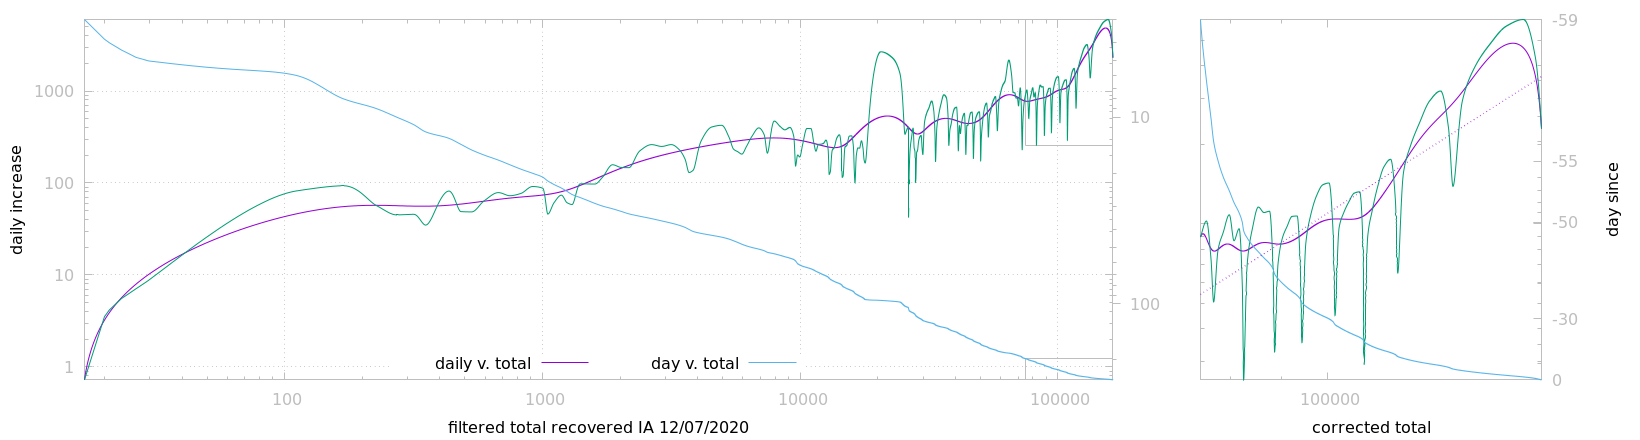 daily increase
1000
100
10
1
daily v. total
day v. total
100
1000
10000
100000
filtered total recovered IA 12/07/2020
10
100
-59
-55
-50
-30
0
day since
100000
corrected total